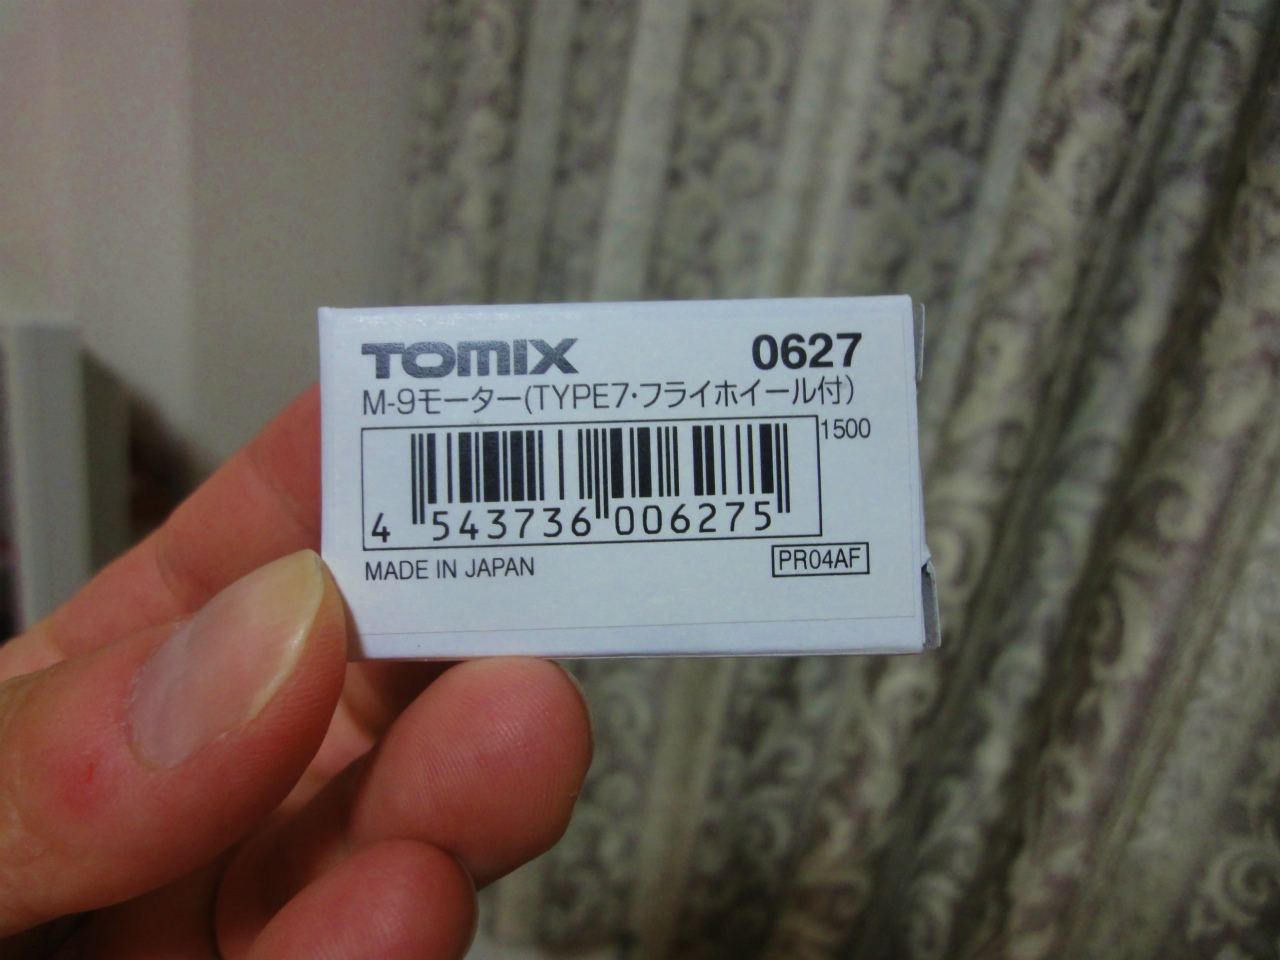 TOMIX 0627
M-9モーター(TYPE7・フライホイール付)
1500
4 543736 006275
MADE IN JAPAN PR04AF